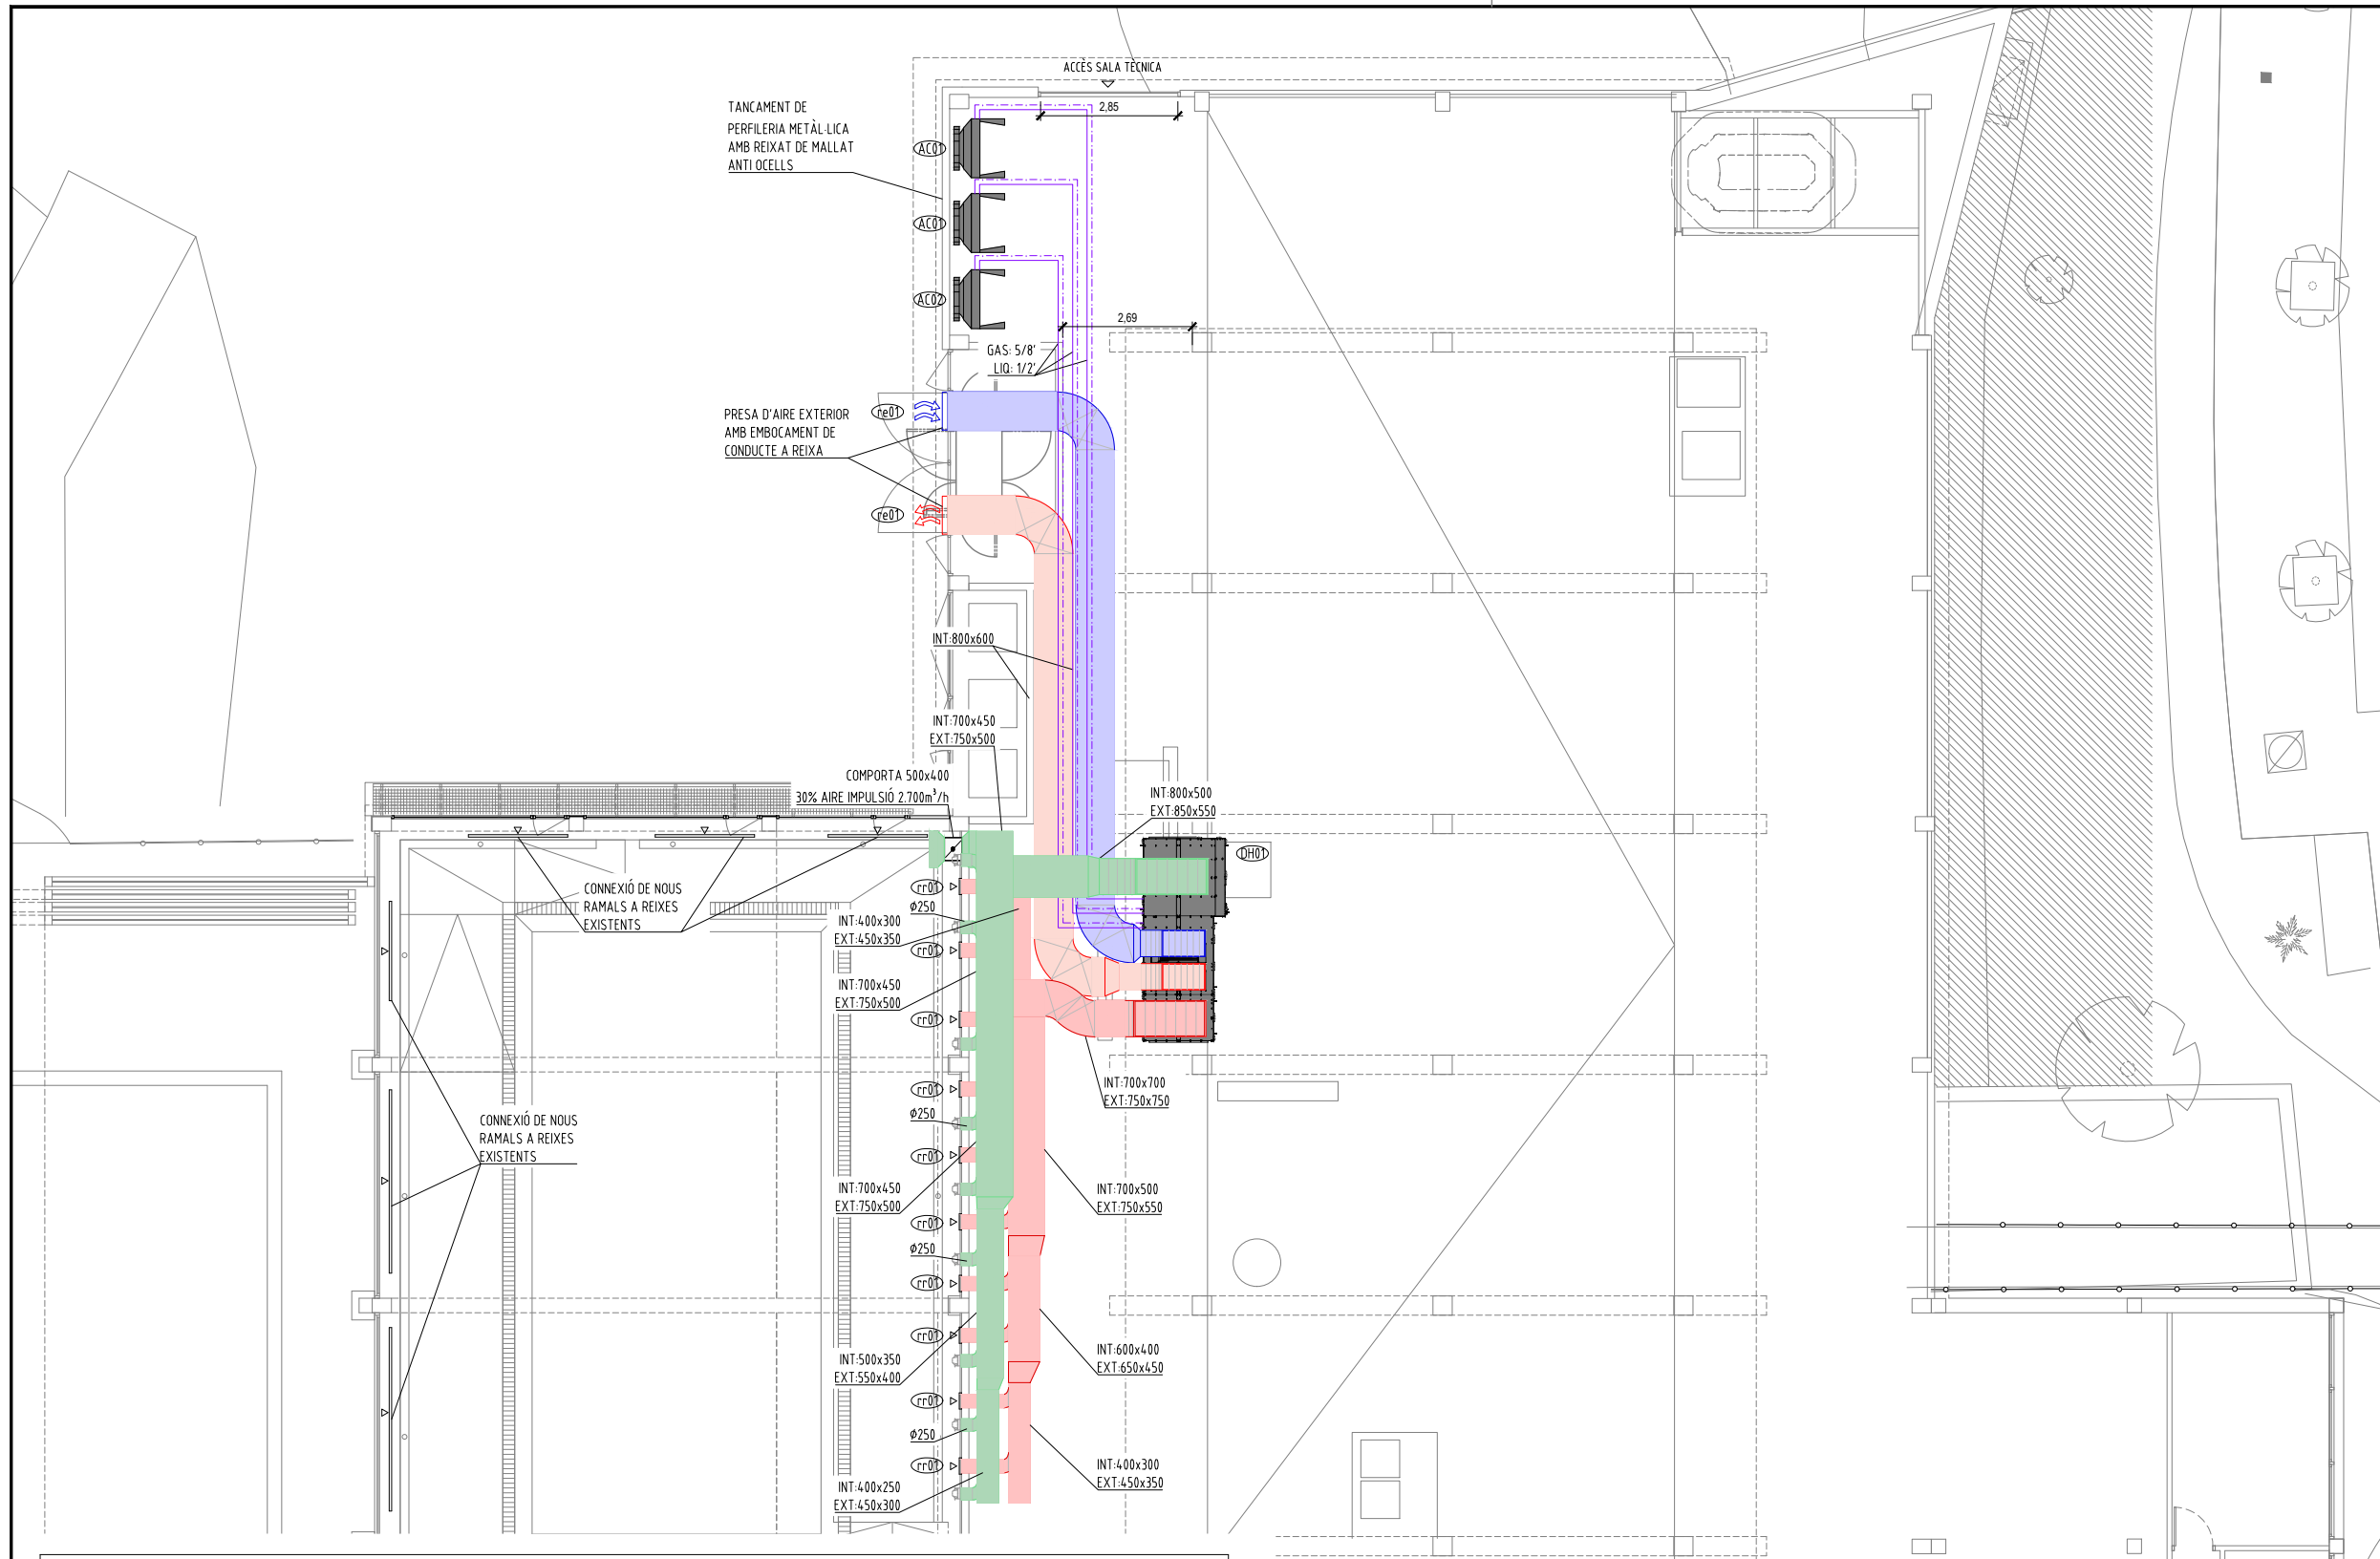 ACCÈS SALA TÈCNICA
2,85
TANCAMENT DE
PERFILERIA METÀL·LICA
AMB REIXAT DE MALLAT
ANTI OCELLS
AC01
AC01
AC02
2,69
GAS: 5/8'
LIQ: 1/2'
PRESA D'AIRE EXTERIOR
AMB EMBOCAMENT DE
CONDUCTE A REIXA
re01
re01
INT:800x600
INT:700x450
EXT:750x500
COMPORTA 500x400
30% AIRE IMPULSIÓ 2.700m³/h
INT:800x500
EXT:850x550
DH01
CONNEXIÓ DE NOUS
RAMALS A REIXES
EXISTENTS
rr01
ø250
INT:400x300
EXT:450x350
rr01
INT:700x450
EXT:750x500
rr01
INT:700x700
EXT:750x750
rr01
ø250
CONNEXIÓ DE NOUS
RAMALS A REIXES
EXISTENTS
rr01
INT:700x450
EXT:750x500
INT:700x500
EXT:750x550
rr01
ø250
rr01
rr01
INT:500x350
EXT:550x400
INT:600x400
EXT:650x450
rr01
ø250
rr01
INT:400x250
EXT:450x300
INT:400x300
EXT:450x350